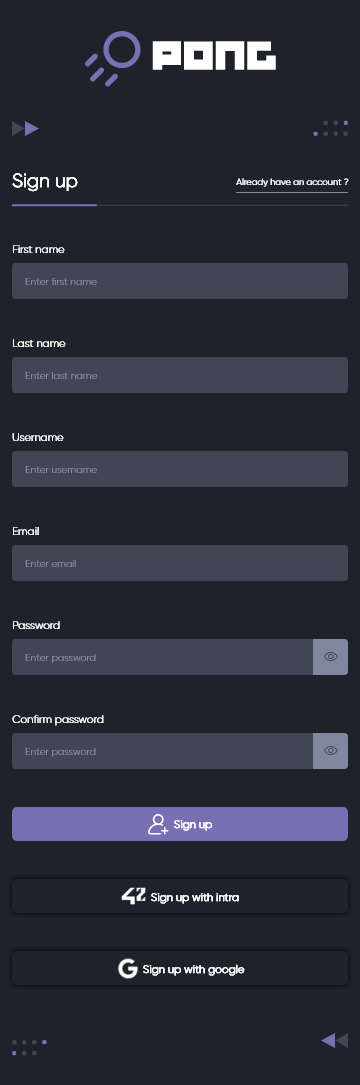 PONG
Sign up
Already have an account ?
First name
Enter first name
Last name
Enter last name
Username
Enter username
Email
Enter email
Password
Enter password
Confirm password
Enter password
Sign up
42 Sign up with intra
G Sign up with google